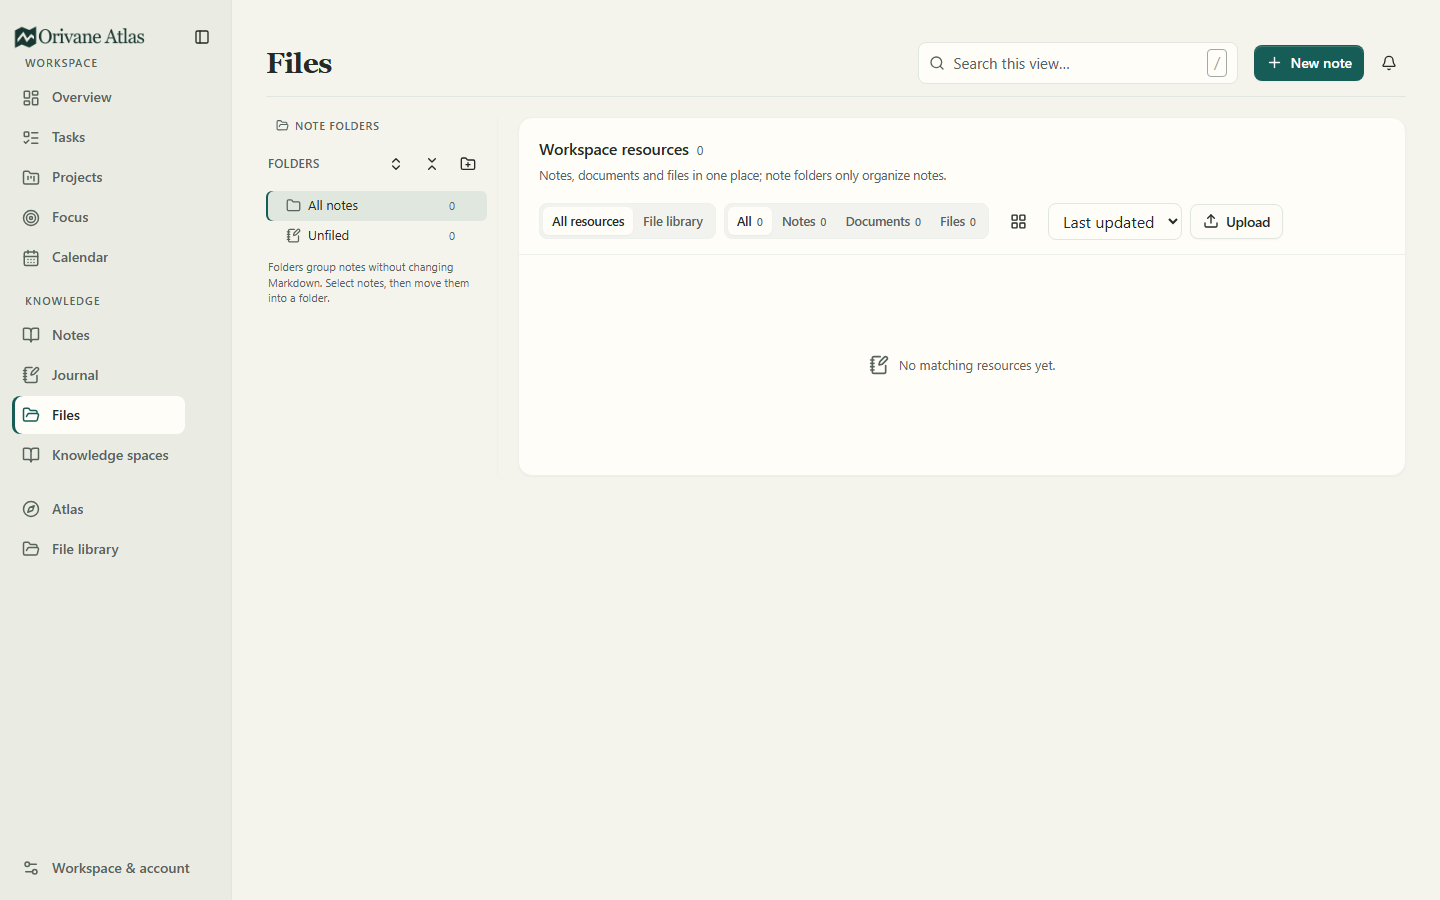 Orivane Atlas
WORKSPACE
Overview
Tasks
Projects
Focus
Calendar
KNOWLEDGE
Notes
Journal
Files
Knowledge spaces
Atlas
File library
Workspace & account
Files
Search this view...
/
New note
NOTE FOLDERS
FOLDERS
All notes 0
Unfiled 0
Folders group notes without changing
Markdown. Select notes, then move them
into a folder.
Workspace resources 0
Notes, documents and files in one place; note folders only organize notes.
All resources File library All 0 Notes 0 Documents 0 Files 0 Last updated Upload
No matching resources yet.